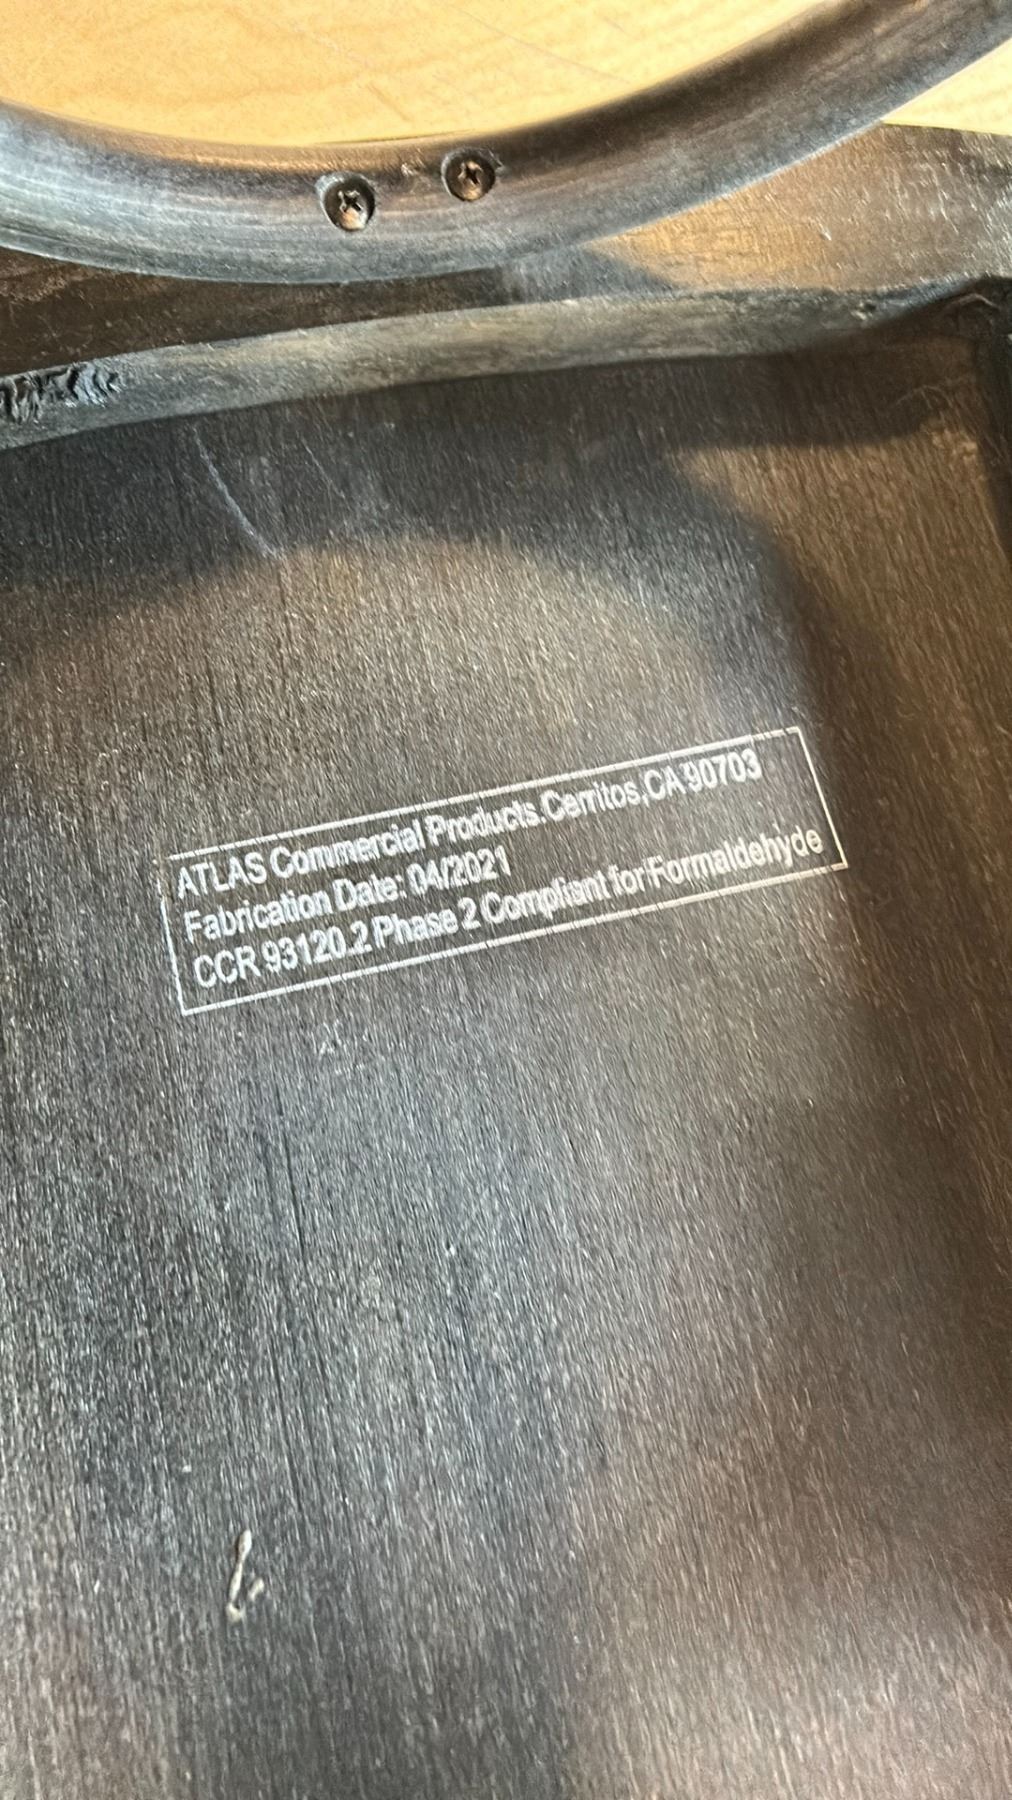 ATLAS Commercial Products.Cerritos,CA 90703
Fabrication Date: 04/2021
CCR 93120.2 Phase 2 Compliant for Formaldehyde